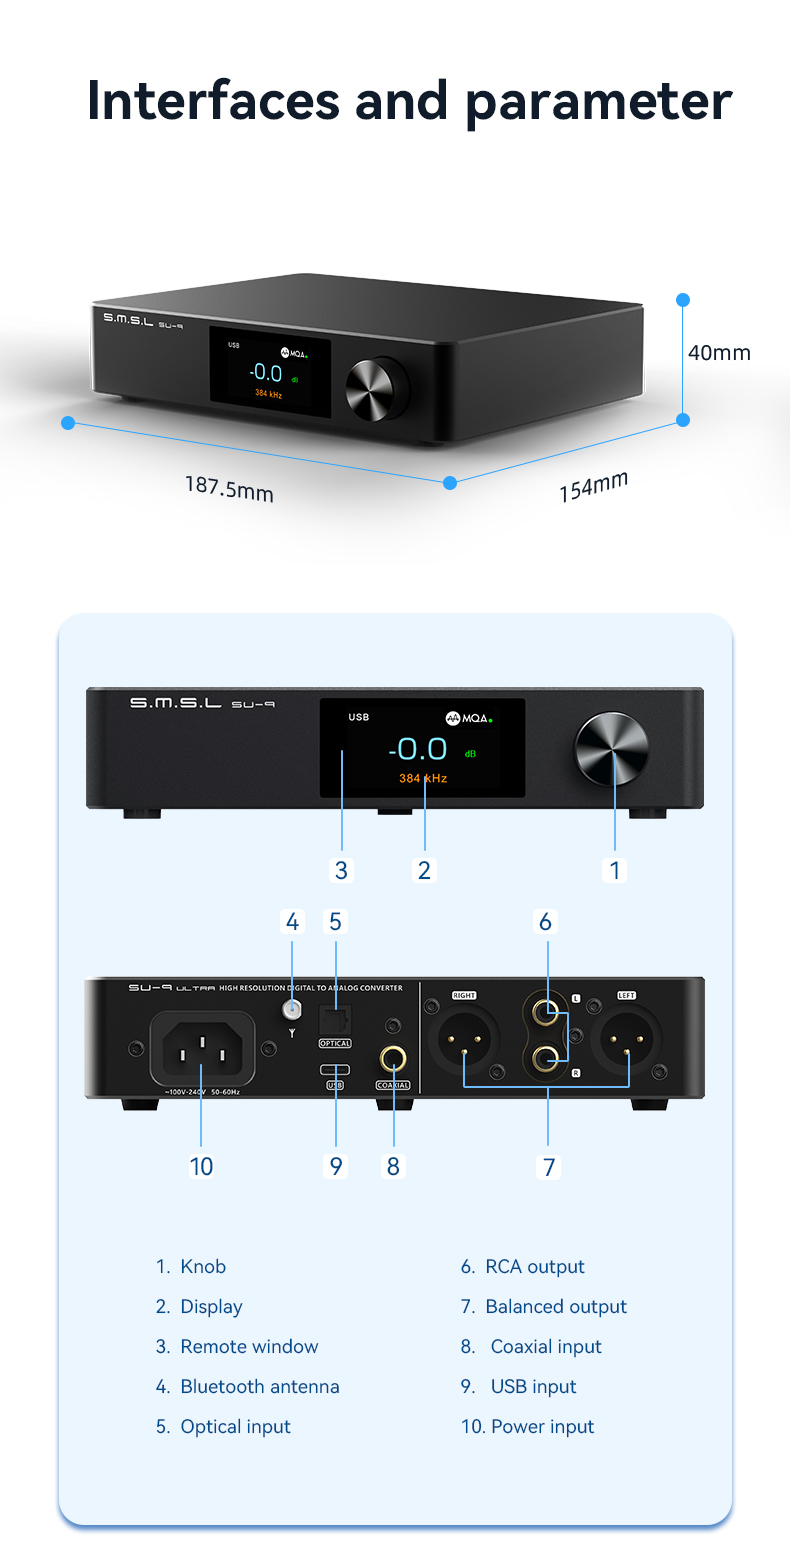 Interfaces and parameter
S.M.S.L SU-9
USB
MQA
-0.0 dB
384 kHz
40mm
187.5mm
154mm
S.M.S.L SU-9
USB
MQA
-0.0 dB
384 kHz
3
2
1
4
5
6
SU-9 ULTRA HIGH RESOLUTION DIGITAL TO ANALOG CONVERTER
RIGHT
L
LEFT
OPTICAL
R
USB
COAXIAL
~100V-240V 50-60Hz
10
9
8
7
1. Knob
2. Display
3. Remote window
4. Bluetooth antenna
5. Optical input
6. RCA output
7. Balanced output
8. Coaxial input
9. USB input
10. Power input